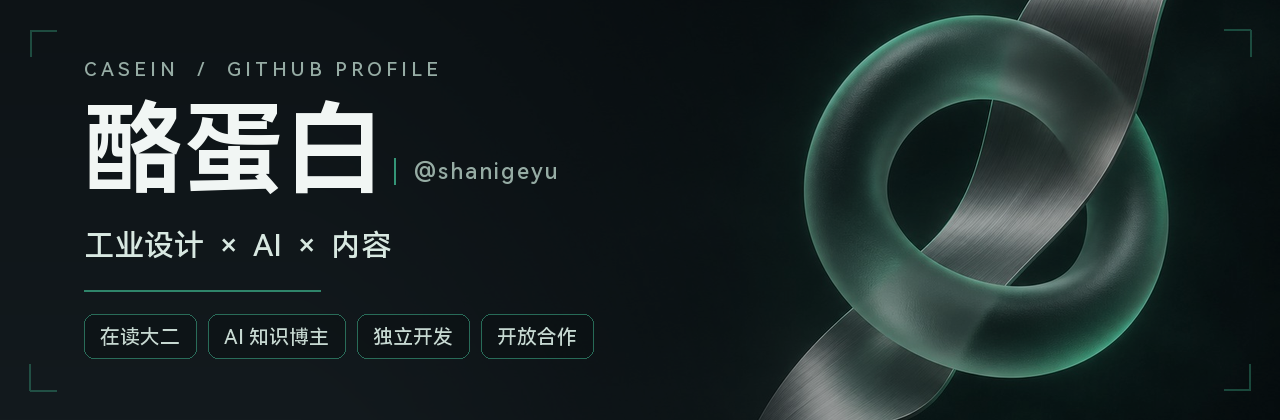 CASEIN / GITHUB PROFILE
酪蛋白 | @shanigeyu
工业设计 × AI × 内容
在读大二 AI 知识博主 独立开发 开放合作